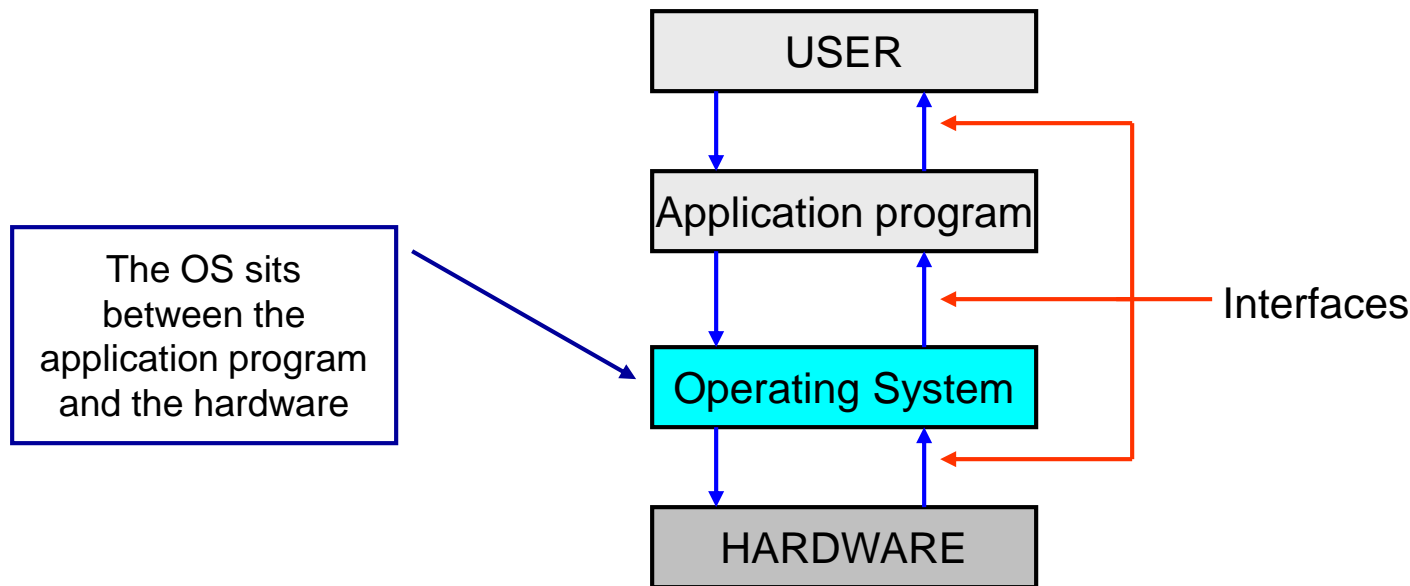 USER
Application program
The OS sits
between the
application program
and the hardware
Interfaces
Operating System
HARDWARE